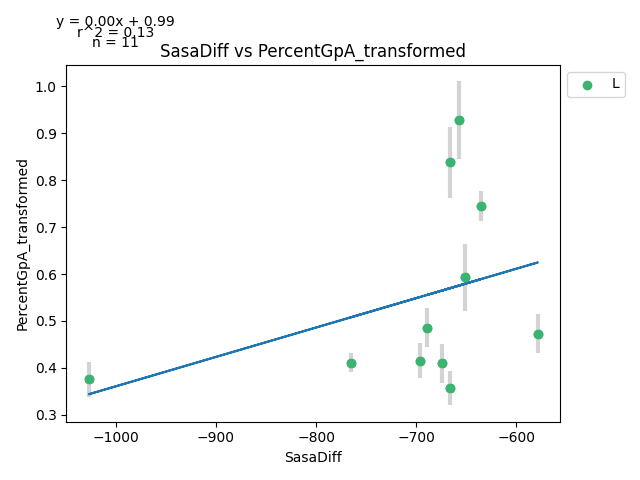 y = 0.00x + 0.99
r^2 = 0.13
n = 11
SasaDiff vs PercentGpA_transformed
L
PercentGpA_transformed
1.0
0.9
0.8
0.7
0.6
0.5
0.4
0.3
−1000
−900
−800
−700
−600
SasaDiff